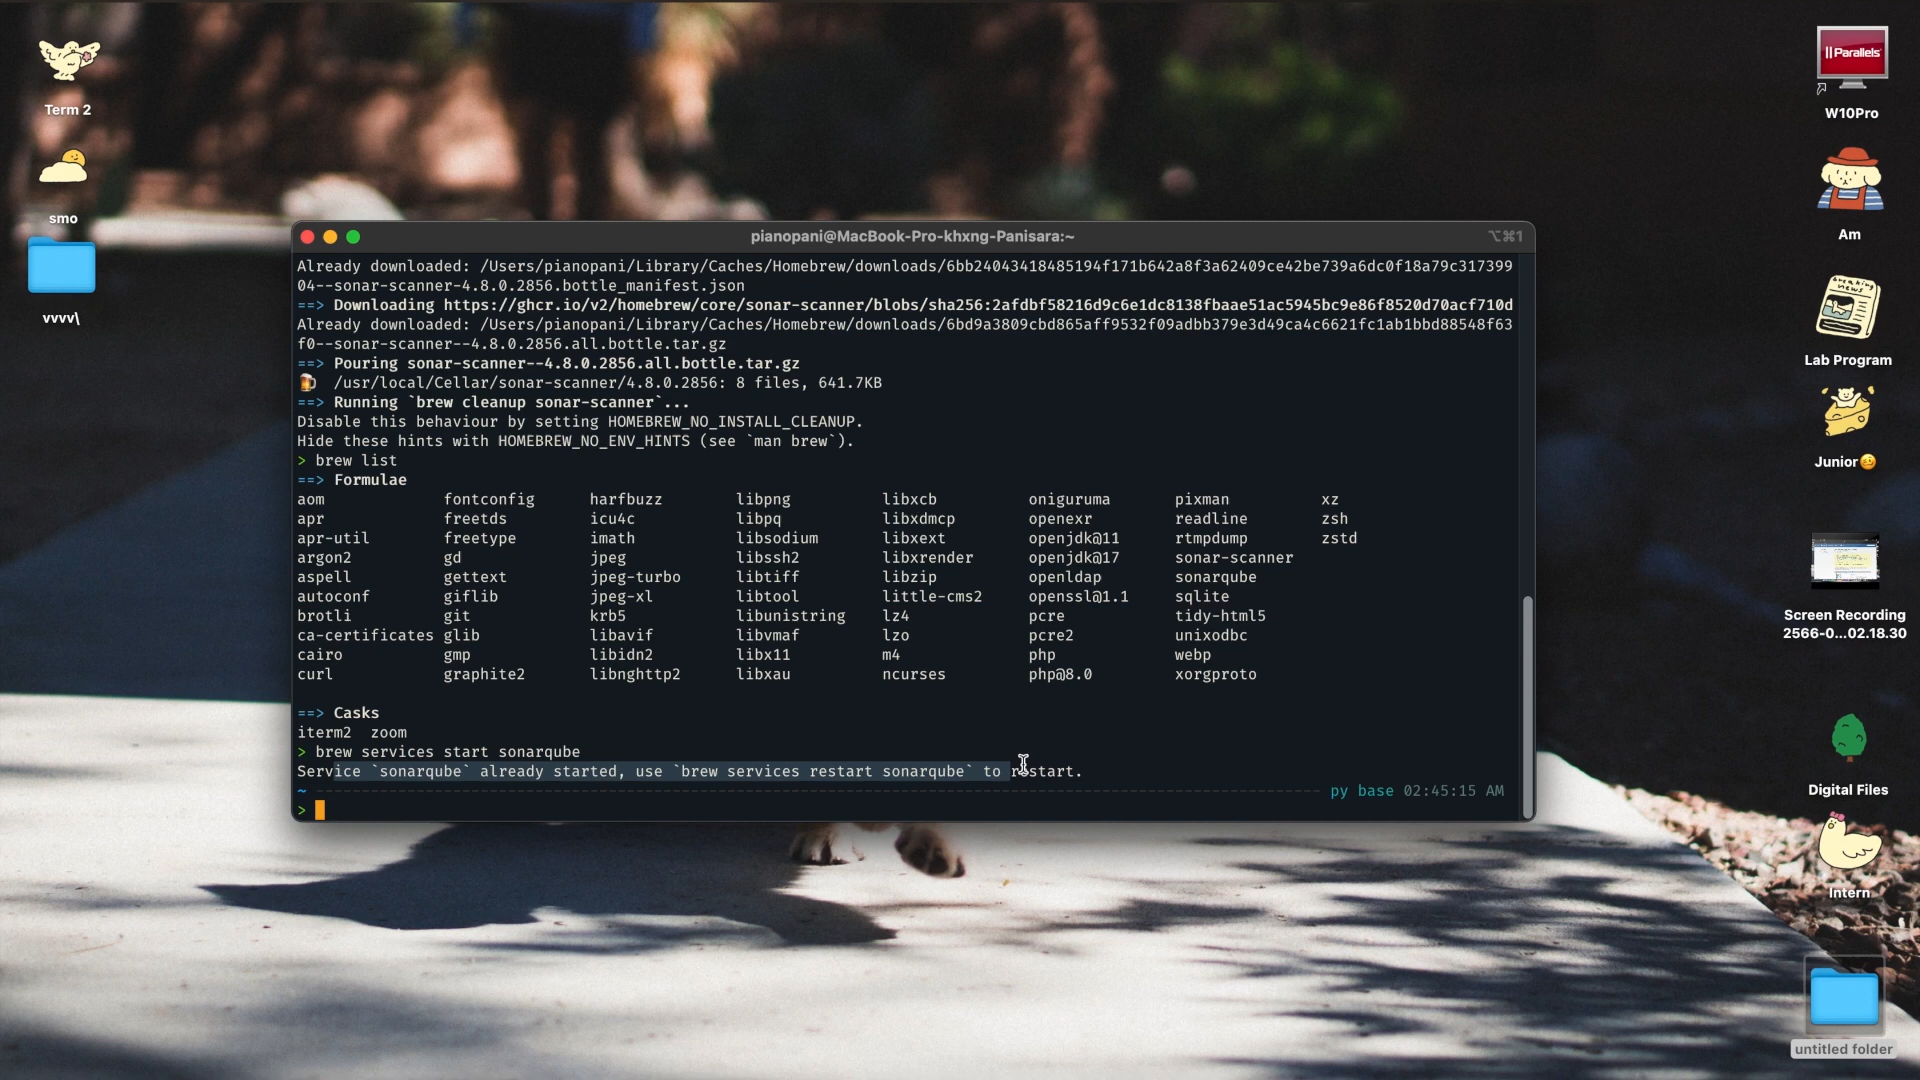 Term 2
smo
vvvv\
pianopani@MacBook-Pro-khxng-Panisara:~
⌥⌘1
Already downloaded: /Users/pianopani/Library/Caches/Homebrew/downloads/6bb24043418485194f171b642a8f3a62409ce42be739a6dc0f18a79c317399
04--sonar-scanner-4.8.0.2856.bottle_manifest.json
==> Downloading https://ghcr.io/v2/homebrew/core/sonar-scanner/blobs/sha256:2afdbf58216d9c6e1dc8138fbaae51ac5945bc9e86f8520d70acf710d
Already downloaded: /Users/pianopani/Library/Caches/Homebrew/downloads/6bd9a3809cbd865aff9532f09adbb379e3d49ca4c6621fc1ab1bbd88548f63
f0--sonar-scanner--4.8.0.2856.all.bottle.tar.gz
==> Pouring sonar-scanner--4.8.0.2856.all.bottle.tar.gz
🍺  /usr/local/Cellar/sonar-scanner/4.8.0.2856: 8 files, 641.7KB
==> Running `brew cleanup sonar-scanner`...
Disable this behaviour by setting HOMEBREW_NO_INSTALL_CLEANUP.
Hide these hints with HOMEBREW_NO_ENV_HINTS (see `man brew`).
> brew list
==> Formulae
aom fontconfig harfbuzz libpng libxcb oniguruma pixman xz
apr freetds icu4c libpq libxdmcp openexr readline zsh
apr-util freetype imath libsodium libxext openjdk@11 rtmpdump zstd
argon2 gd jpeg libssh2 libxrender openjdk@17 sonar-scanner
aspell gettext jpeg-turbo libtiff libzip openldap sonarqube
autoconf giflib jpeg-xl libtool little-cms2 openssl@1.1 sqlite
brotli git krb5 libunistring lz4 pcre tidy-html5
ca-certificates glib libavif libvmaf lzo pcre2 unixodbc
cairo gmp libidn2 libx11 m4 php webp
curl graphite2 libnghttp2 libxau ncurses php@8.0 xorgproto
==> Casks
iterm2 zoom
> brew services start sonarqube
Service `sonarqube` already started, use `brew services restart sonarqube` to restart.
~ py base 02:45:15 AM
>
Parallels
W10Pro
Am
breaking
news
Lab Program
Junior🥴
Screen Recording
2566-0...02.18.30
Digital Files
Intern
untitled folder